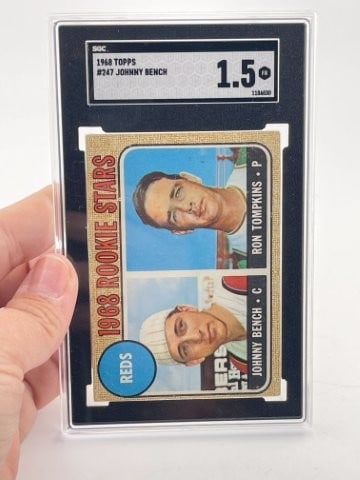 SGC
1968 TOPPS
#247 JOHNNY BENCH
1.5
FR
1968 ROOKIE STARS
REDS
RON TOMPKINS • P
JOHNNY BENCH • C